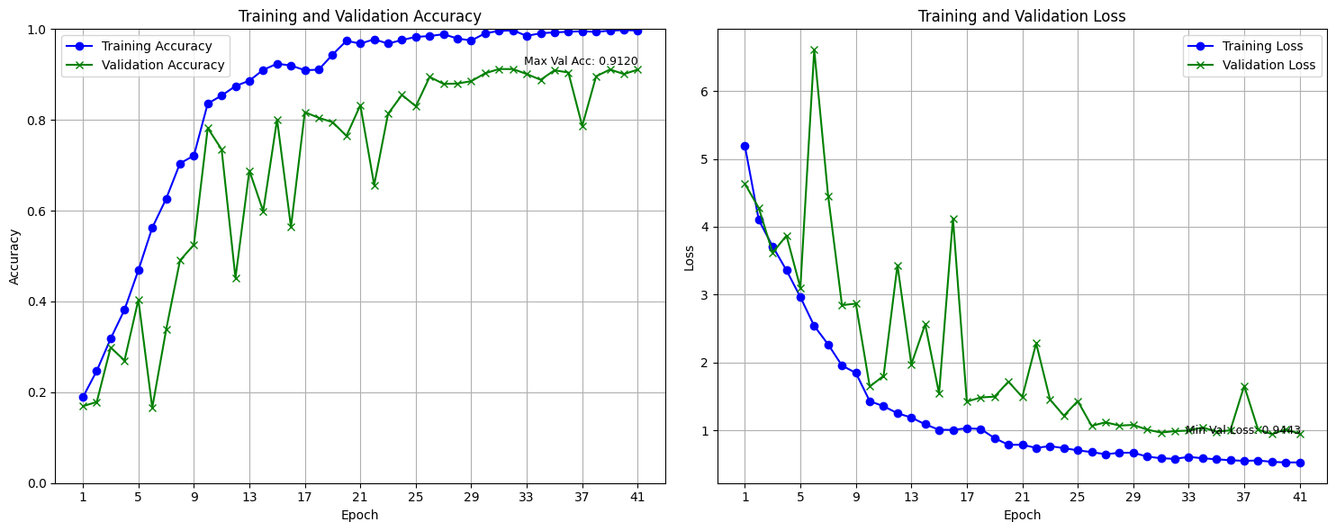 Training and Validation Accuracy
Training Accuracy
Validation Accuracy
Max Val Acc: 0.9120
1.0
0.8
0.6
0.4
0.2
0.0
Accuracy
1 5 9 13 17 21 25 29 33 37 41
Epoch
Training and Validation Loss
Training Loss
Validation Loss
6
5
4
3
2
1
Min Val Loss: 0.9443
Loss
1 5 9 13 17 21 25 29 33 37 41
Epoch